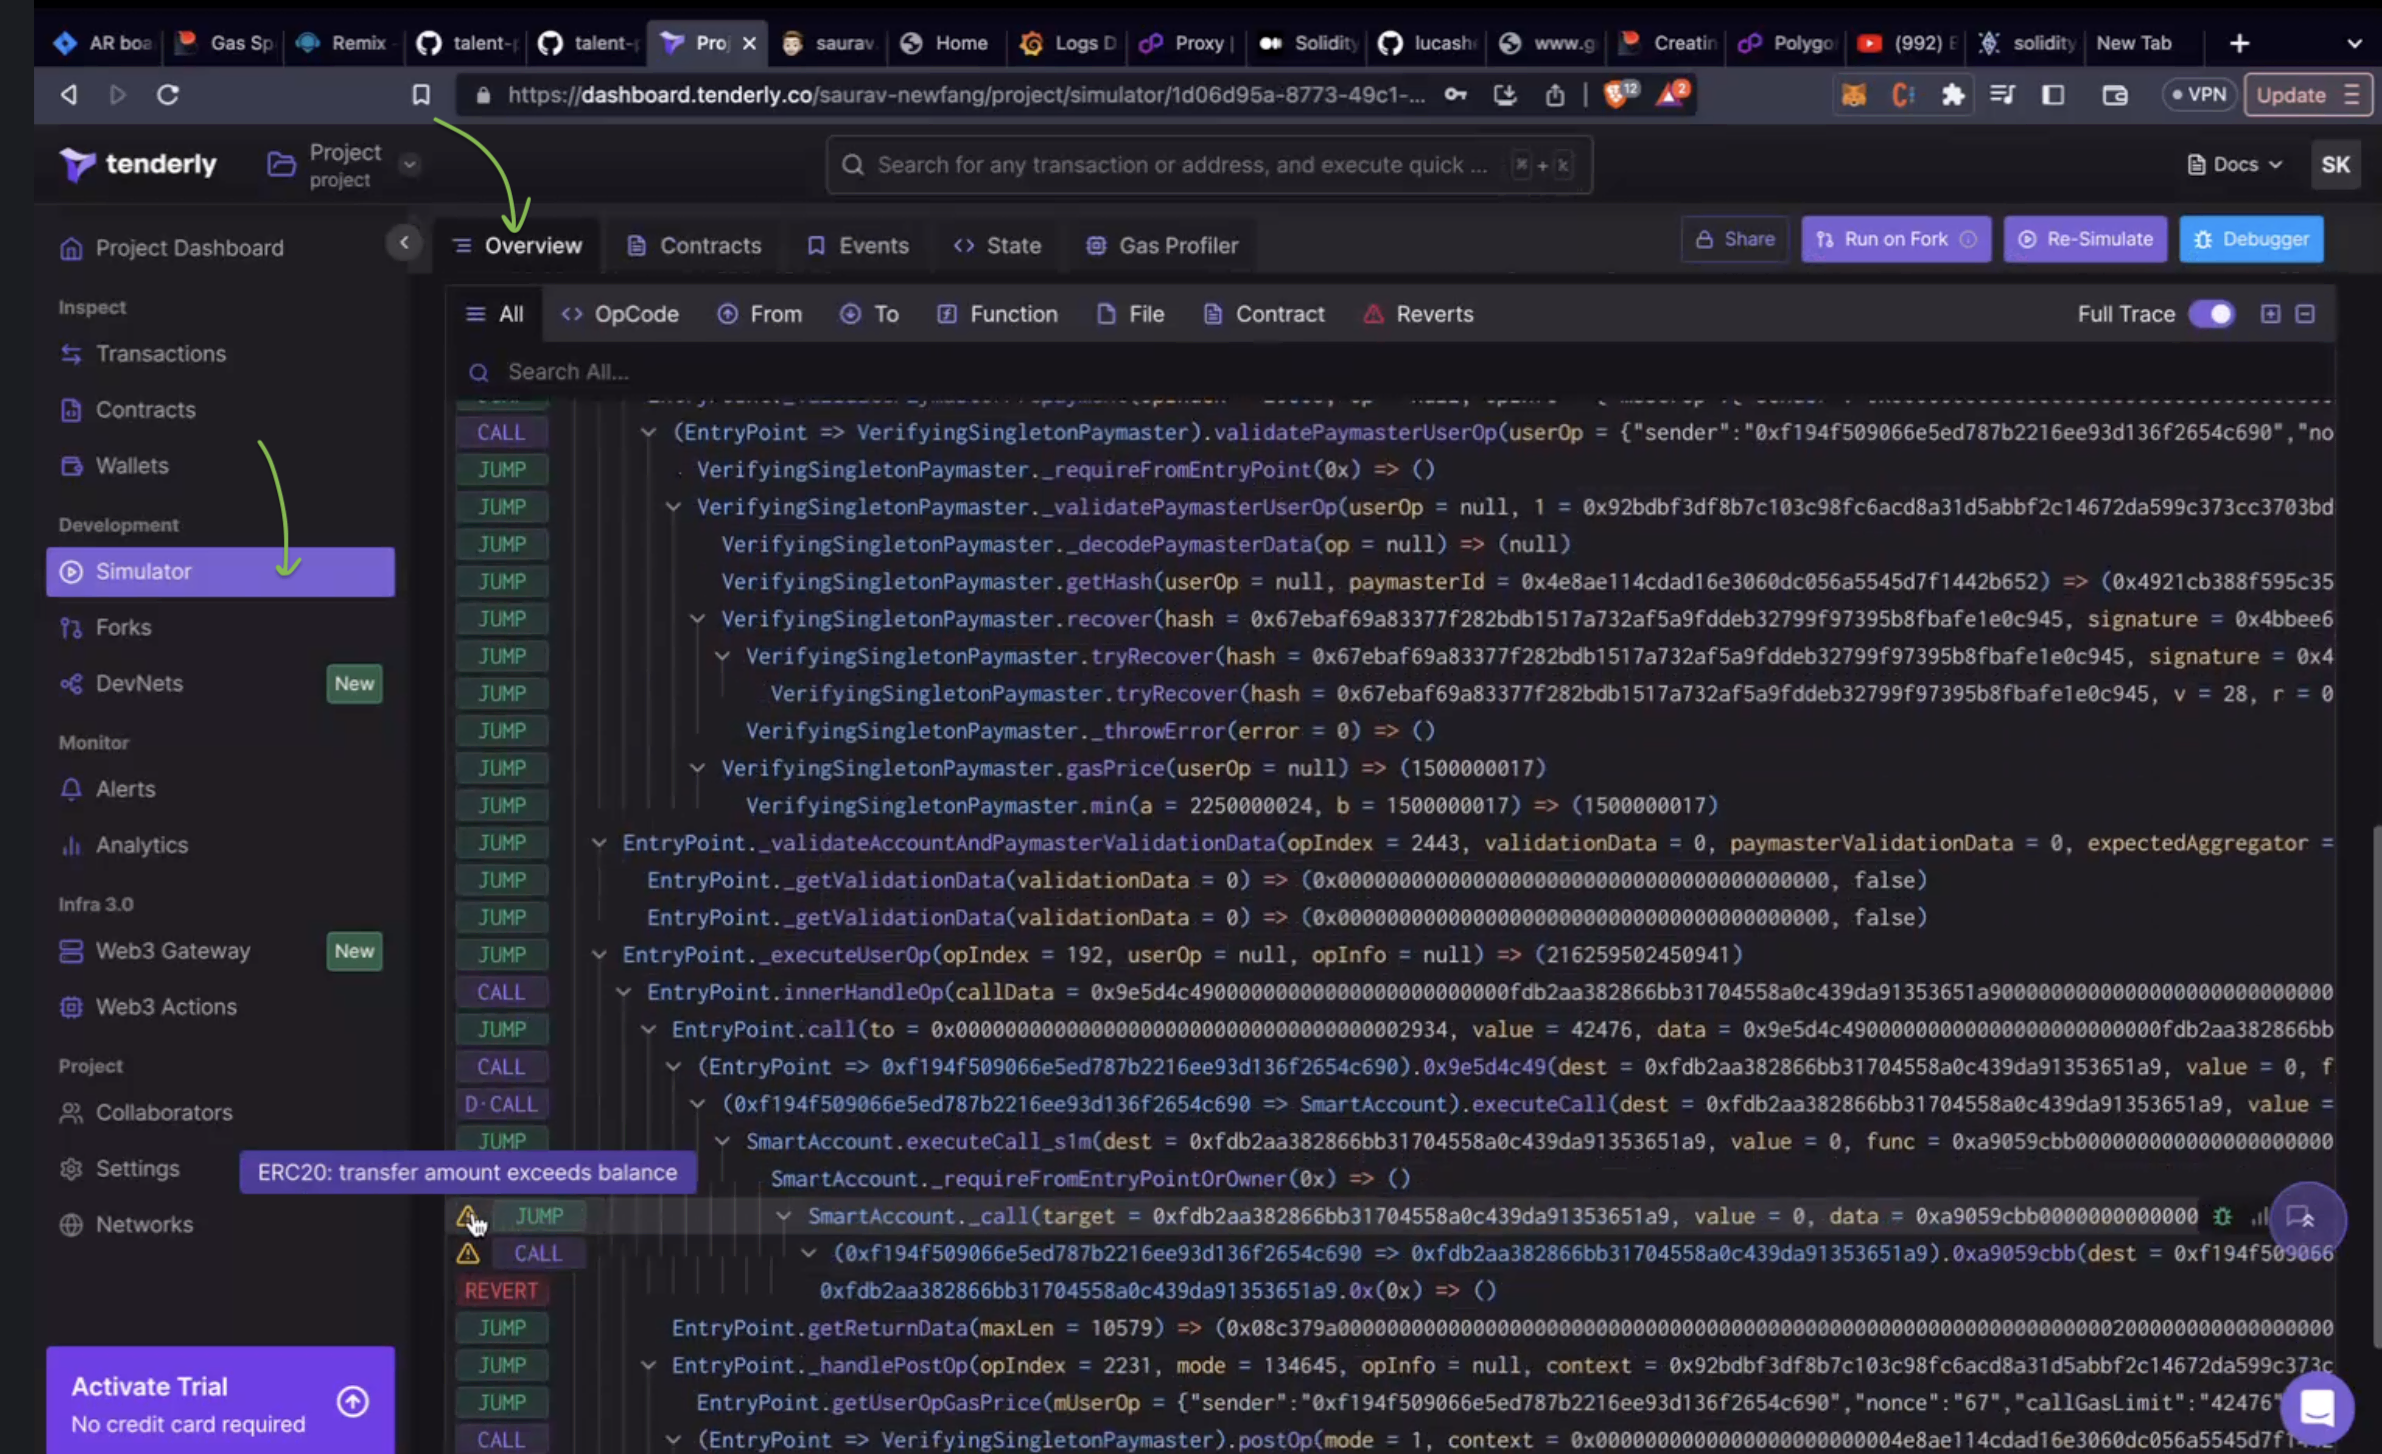 AR boa
Gas Sp
Remix
talent-
talent-
Pro
saurav
Home
Logs D
Proxy |
Solidity
lucash
www.g
Creatin
Polygo
(992) E
solidity
New Tab
https://dashboard.tenderly.co/saurav-newfang/project/simulator/1d06d95a-8773-49c1-...
12
2
VPN
Update
tenderly
Project
project
Search for any transaction or address, and execute quick ...
⌘ + k
Docs
SK
Project Dashboard
Inspect
Transactions
Contracts
Wallets
Development
Simulator
Forks
DevNets
New
Monitor
Alerts
Analytics
Infra 3.0
Web3 Gateway
New
Web3 Actions
Project
Collaborators
Settings
Networks
Activate Trial
No credit card required
Overview
Contracts
Events
State
Gas Profiler
Share
Run on Fork
Re-Simulate
Debugger
All
OpCode
From
To
Function
File
Contract
Reverts
Full Trace
Search All...
CALL (EntryPoint => VerifyingSingletonPaymaster).validatePaymasterUserOp(userOp = {"sender":"0xf194f509066e5ed787b2216ee93d136f2654c690","no
JUMP VerifyingSingletonPaymaster._requireFromEntryPoint(0x) => ()
JUMP VerifyingSingletonPaymaster._validatePaymasterUserOp(userOp = null, 1 = 0x92bdbf3df8b7c103c98fc6acd8a31d5abbf2c14672da599c373cc3703bd
JUMP VerifyingSingletonPaymaster._decodePaymasterData(op = null) => (null)
JUMP VerifyingSingletonPaymaster.getHash(userOp = null, paymasterId = 0x4e8ae114cdad16e3060dc056a5545d7f1442b652) => (0x4921cb388f595c35
JUMP VerifyingSingletonPaymaster.recover(hash = 0x67ebaf69a83377f282bdb1517a732af5a9fddeb32799f97395b8fbafe1e0c945, signature = 0x4bbee6
JUMP VerifyingSingletonPaymaster.tryRecover(hash = 0x67ebaf69a83377f282bdb1517a732af5a9fddeb32799f97395b8fbafe1e0c945, signature = 0x4
JUMP VerifyingSingletonPaymaster.tryRecover(hash = 0x67ebaf69a83377f282bdb1517a732af5a9fddeb32799f97395b8fbafe1e0c945, v = 28, r = 0
JUMP VerifyingSingletonPaymaster._throwError(error = 0) => ()
JUMP VerifyingSingletonPaymaster.gasPrice(userOp = null) => (1500000017)
JUMP VerifyingSingletonPaymaster.min(a = 2250000024, b = 1500000017) => (1500000017)
JUMP EntryPoint._validateAccountAndPaymasterValidationData(opIndex = 2443, validationData = 0, paymasterValidationData = 0, expectedAggregator =
JUMP EntryPoint._getValidationData(validationData = 0) => (0x0000000000000000000000000000000000000000, false)
JUMP EntryPoint._getValidationData(validationData = 0) => (0x0000000000000000000000000000000000000000, false)
JUMP EntryPoint._executeUserOp(opIndex = 192, userOp = null, opInfo = null) => (216259502450941)
CALL EntryPoint.innerHandleOp(callData = 0x9e5d4c49000000000000000000000000fdb2aa382866bb31704558a0c439da91353651a9000000000000000000000000000
JUMP EntryPoint.call(to = 0x0000000000000000000000000000000000002934, value = 42476, data = 0x9e5d4c49000000000000000000000000fdb2aa382866bb
CALL (EntryPoint => 0xf194f509066e5ed787b2216ee93d136f2654c690).0x9e5d4c49(dest = 0xfdb2aa382866bb31704558a0c439da91353651a9, value = 0, f
D·CALL (0xf194f509066e5ed787b2216ee93d136f2654c690 => SmartAccount).executeCall(dest = 0xfdb2aa382866bb31704558a0c439da91353651a9, value =
JUMP SmartAccount.executeCall_s1m(dest = 0xfdb2aa382866bb31704558a0c439da91353651a9, value = 0, func = 0xa9059cbb0000000000000000000000
ERC20: transfer amount exceeds balance
SmartAccount._requireFromEntryPointOrOwner(0x) => ()
JUMP SmartAccount._call(target = 0xfdb2aa382866bb31704558a0c439da91353651a9, value = 0, data = 0xa9059cbb000000000000000
CALL (0xf194f509066e5ed787b2216ee93d136f2654c690 => 0xfdb2aa382866bb31704558a0c439da91353651a9).0xa9059cbb(dest = 0xf194f509066
REVERT 0xfdb2aa382866bb31704558a0c439da91353651a9.0x(0x) => ()
JUMP EntryPoint.getReturnData(maxLen = 10579) => (0x08c379a00000000000000000000000000000000000000000000000000000000000000020000000000000000
JUMP EntryPoint._handlePostOp(opIndex = 2231, mode = 134645, opInfo = null, context = 0x92bdbf3df8b7c103c98fc6acd8a31d5abbf2c14672da599c373c
JUMP EntryPoint.getUserOpGasPrice(mUserOp = {"sender":"0xf194f509066e5ed787b2216ee93d136f2654c690","nonce":"67","callGasLimit":"42476"
CALL (EntryPoint => VerifyingSingletonPaymaster).postOp(mode = 1, context = 0x0000000000000000000000004e8ae114cdad16e3060dc056a5545d7f1